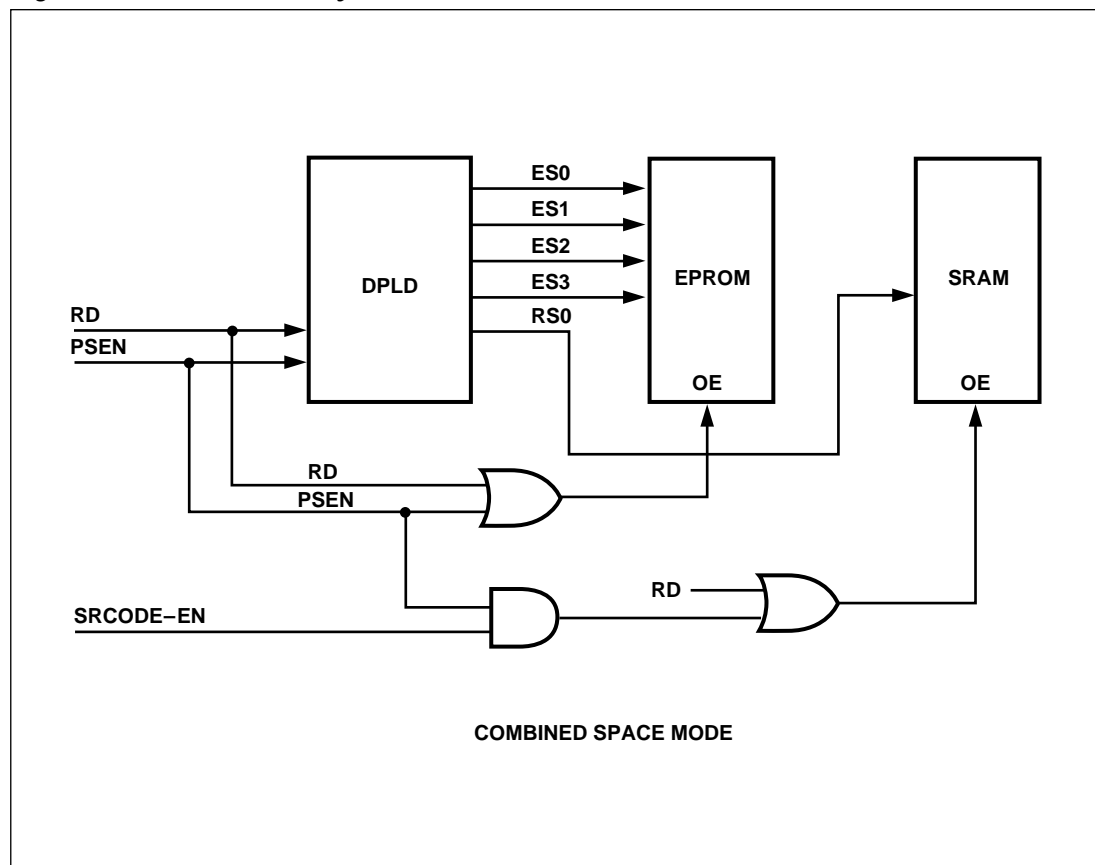 ES0
ES1
ES2
ES3
RS0
DPLD
EPROM
SRAM
RD
PSEN
OE
OE
RD
PSEN
RD
SRCODE–EN
COMBINED SPACE MODE